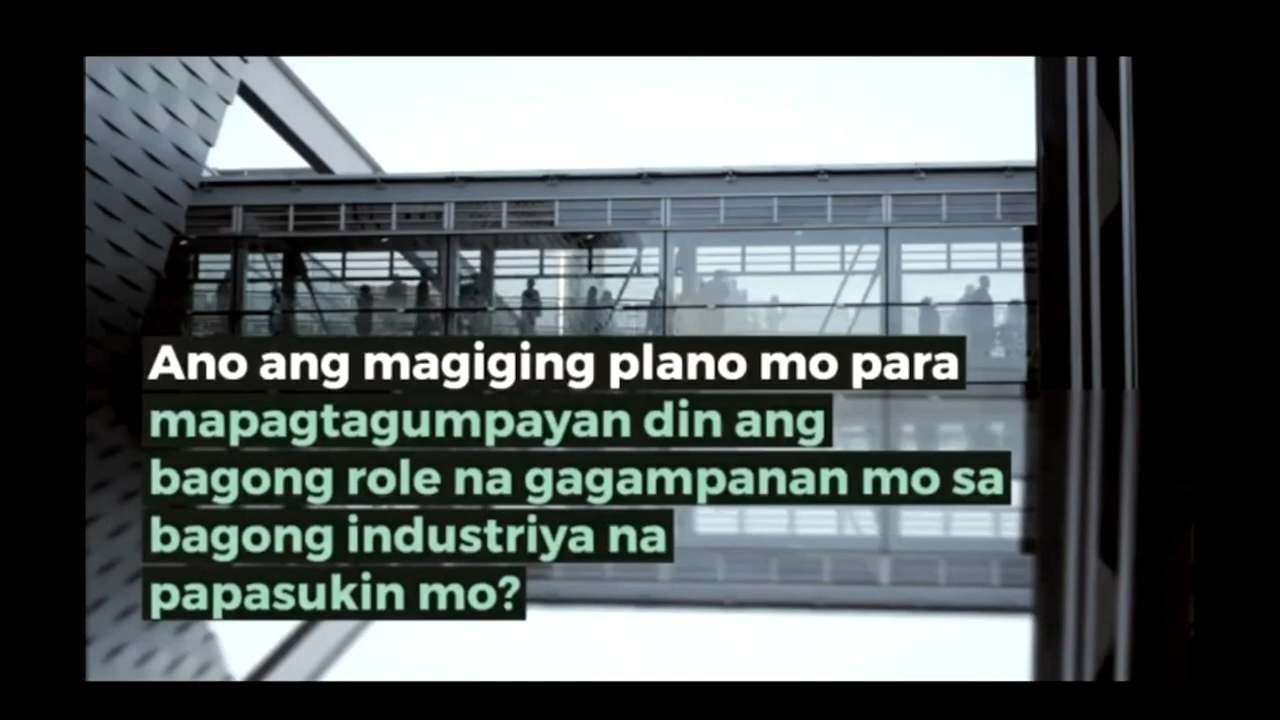 Ano ang magiging plano mo para
mapagtagumpayan din ang
bagong role na gagampanan mo sa
bagong industriya na
papasukin mo?